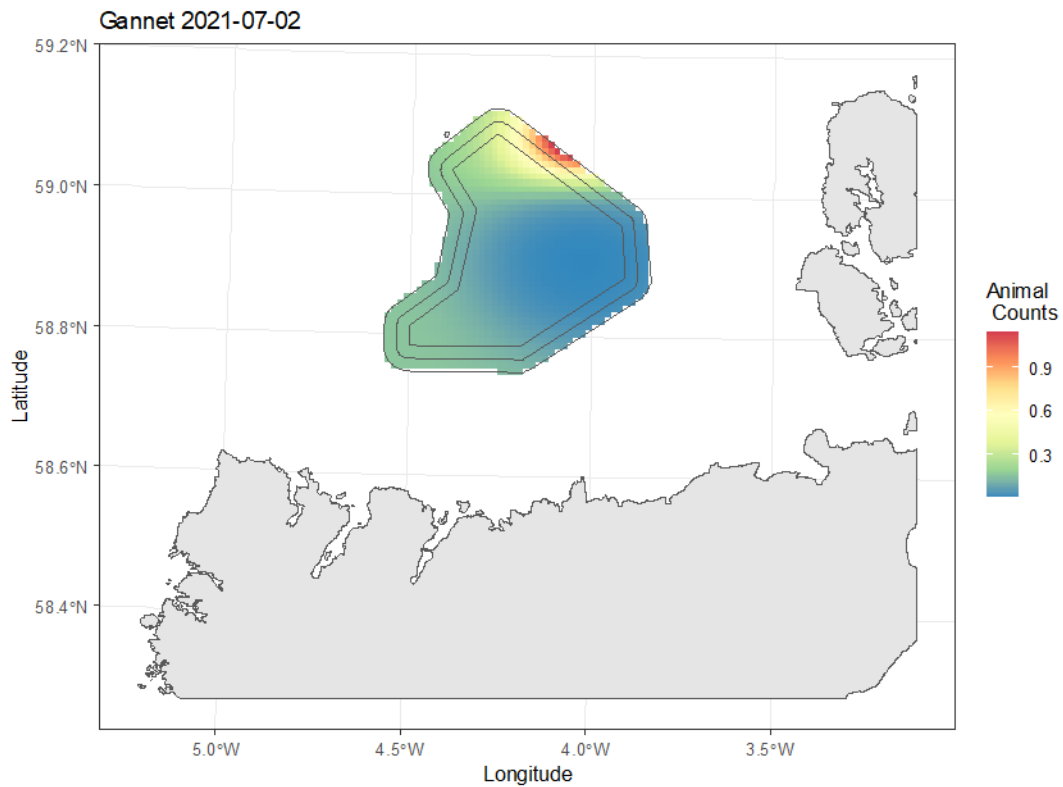 Gannet 2021-07-02
59.2°N
59.0°N
58.8°N
58.6°N
58.4°N
Latitude
5.0°W 4.5°W 4.0°W 3.5°W
Longitude
Animal
Counts
0.9
0.6
0.3